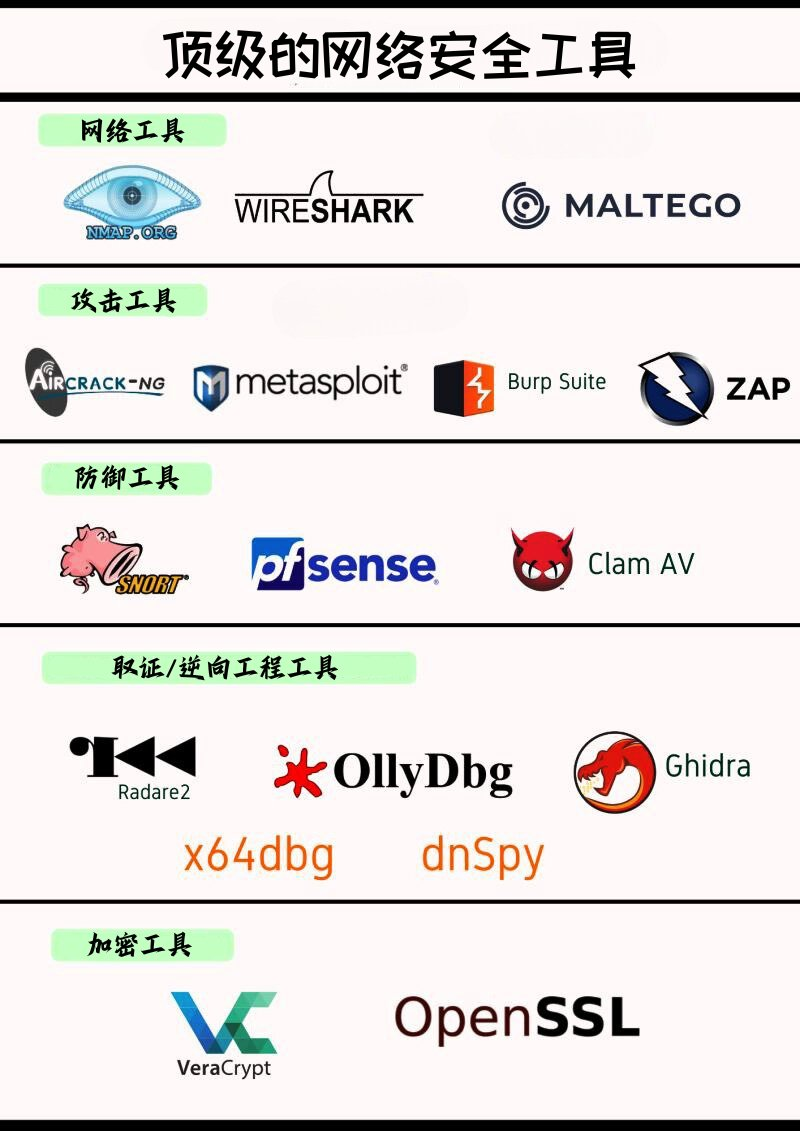 顶级的网络安全工具
网络工具
NMAP.ORG
WIRESHARK
MALTEGO
攻击工具
AIRCRACK-NG
metasploit®
Burp Suite
ZAP
防御工具
SNORT®
pfsense®
Clam AV
取证/逆向工程工具
Radare2
OllyDbg
Ghidra
x64dbg
dnSpy
加密工具
VeraCrypt
OpenSSL